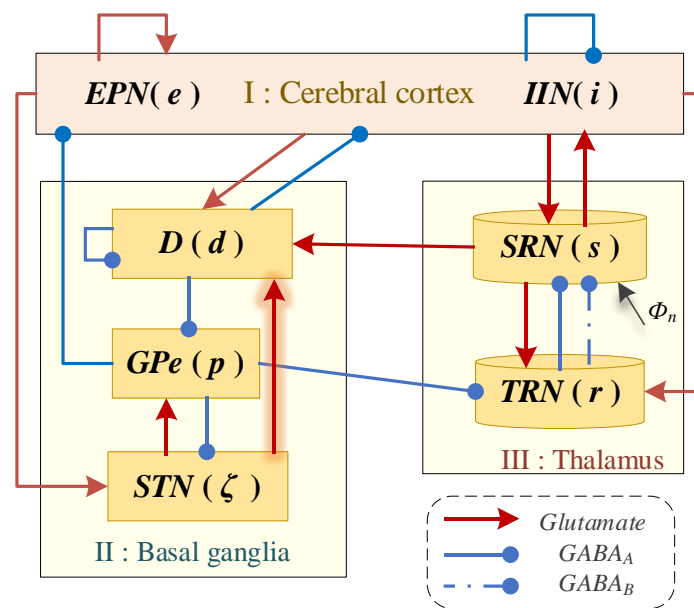 EPN( e )
I : Cerebral cortex
IIN( i )
D ( d )
SRN ( s )
Φn
GPe ( p )
TRN ( r )
STN ( ζ )
III : Thalamus
II : Basal ganglia
Glutamate
GABAA
GABAB